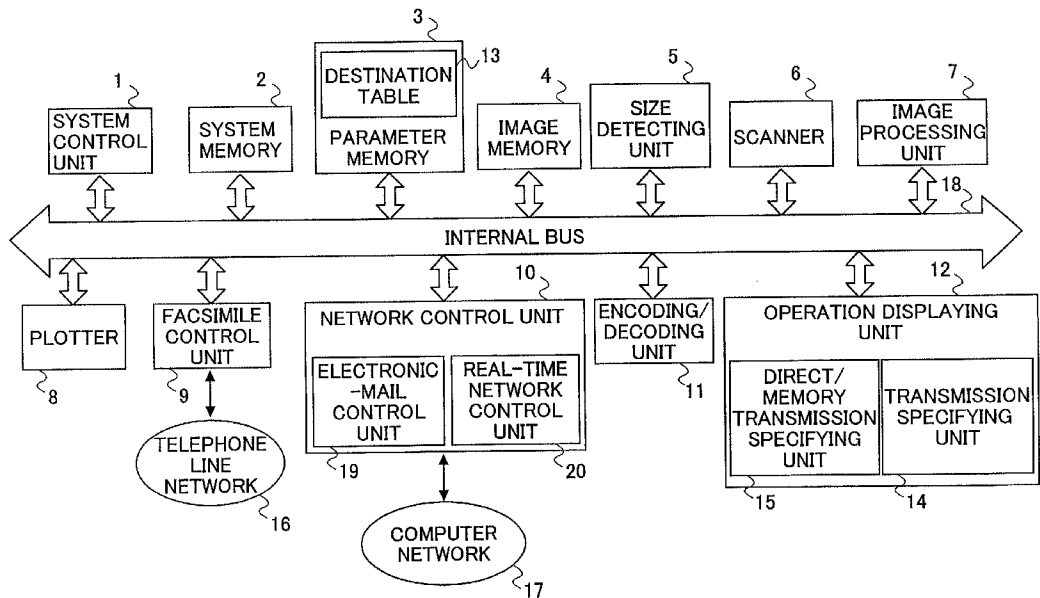 3
13
DESTINATION
TABLE
PARAMETER
MEMORY
1
SYSTEM
CONTROL
UNIT
2
SYSTEM
MEMORY
4
IMAGE
MEMORY
5
SIZE
DETECTING
UNIT
6
SCANNER
7
IMAGE
PROCESSING
UNIT
18
INTERNAL BUS
PLOTTER
8
FACSIMILE
CONTROL
UNIT
9
TELEPHONE
LINE
NETWORK
16
10
NETWORK CONTROL UNIT
ELECTRONIC
-MAIL
CONTROL
UNIT
19
REAL-TIME
NETWORK
CONTROL
UNIT
20
COMPUTER
NETWORK
17
ENCODING/
DECODING
UNIT
11
12
OPERATION DISPLAYING
UNIT
DIRECT/
MEMORY
TRANSMISSION
SPECIFYING
UNIT
15
TRANSMISSION
SPECIFYING
UNIT
14